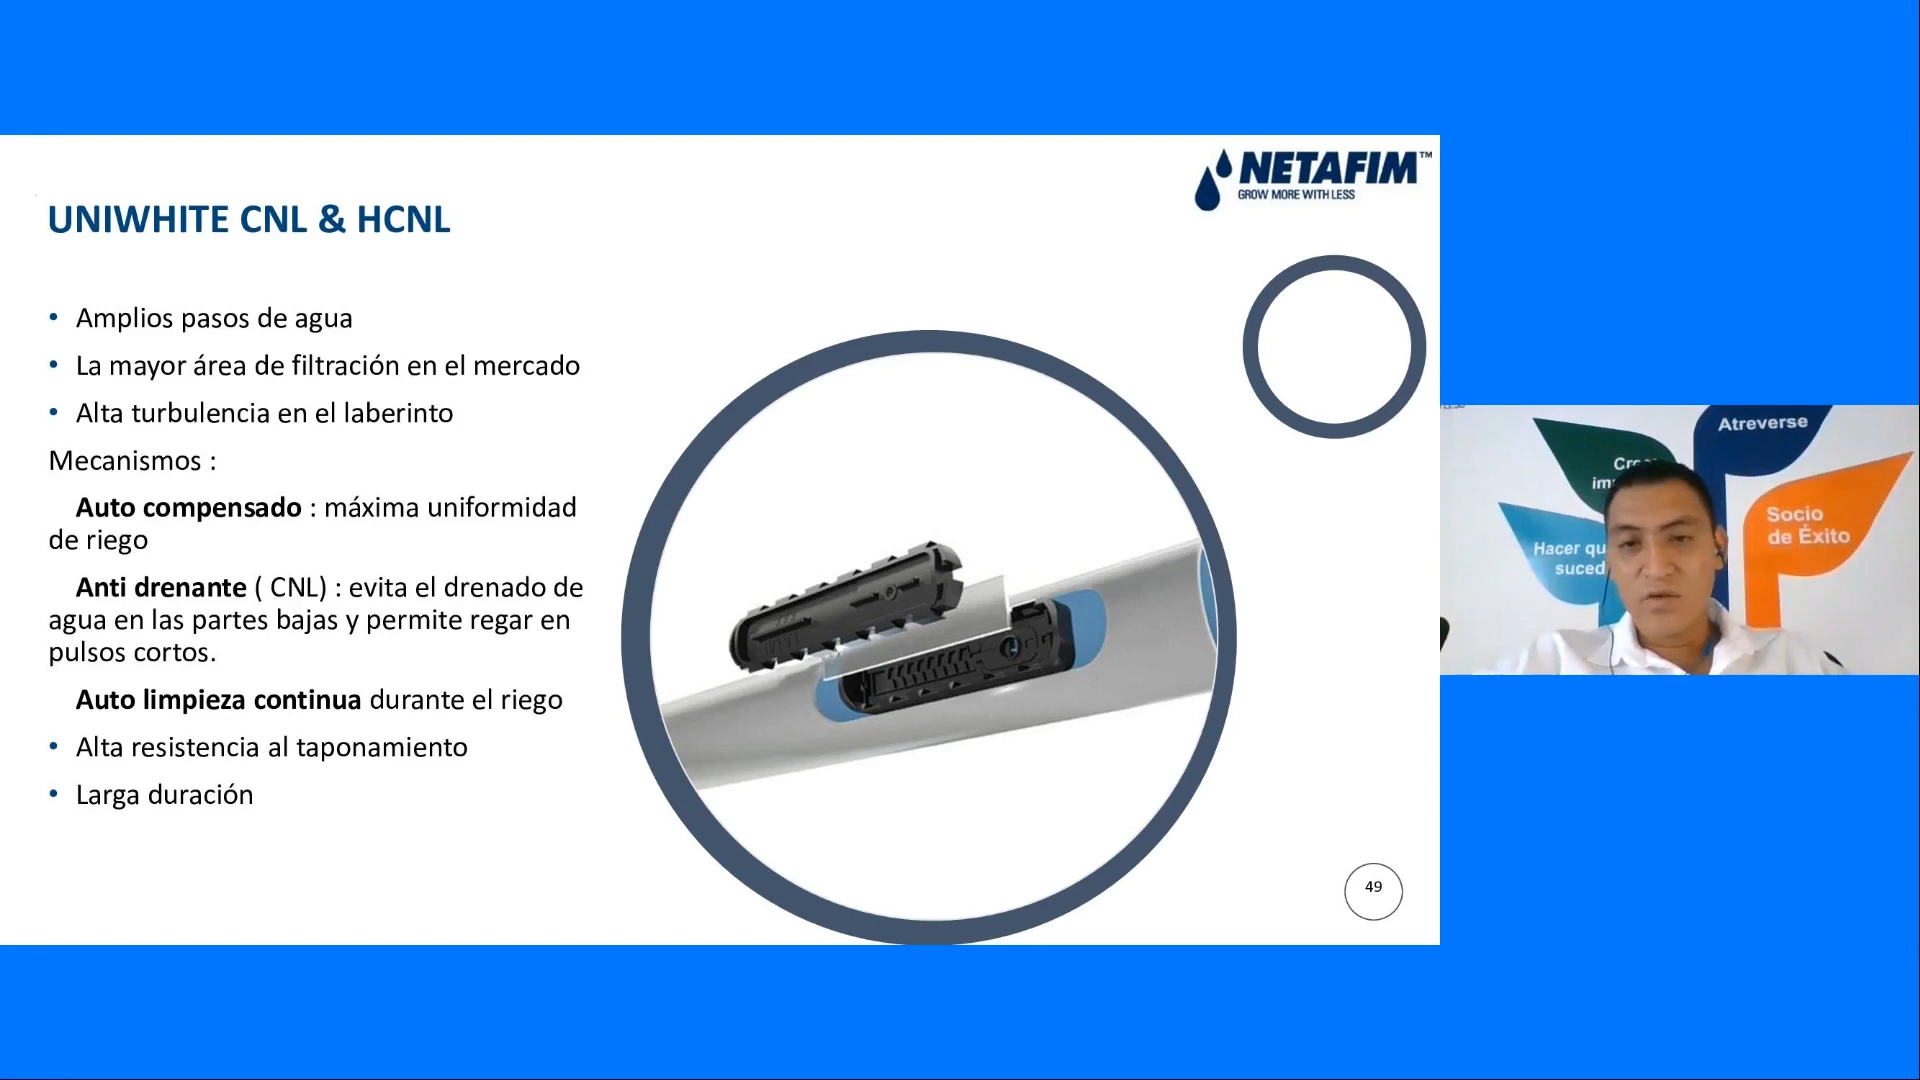 NETAFIM™
GROW MORE WITH LESS
UNIWHITE CNL & HCNL
• Amplios pasos de agua
• La mayor área de filtración en el mercado
• Alta turbulencia en el laberinto
Mecanismos :
Auto compensado : máxima uniformidad
de riego
Anti drenante ( CNL) : evita el drenado de
agua en las partes bajas y permite regar en
pulsos cortos.
Auto limpieza continua durante el riego
• Alta resistencia al taponamiento
• Larga duración
49
Atreverse
Socio
de Éxito
Hacer qu
suced